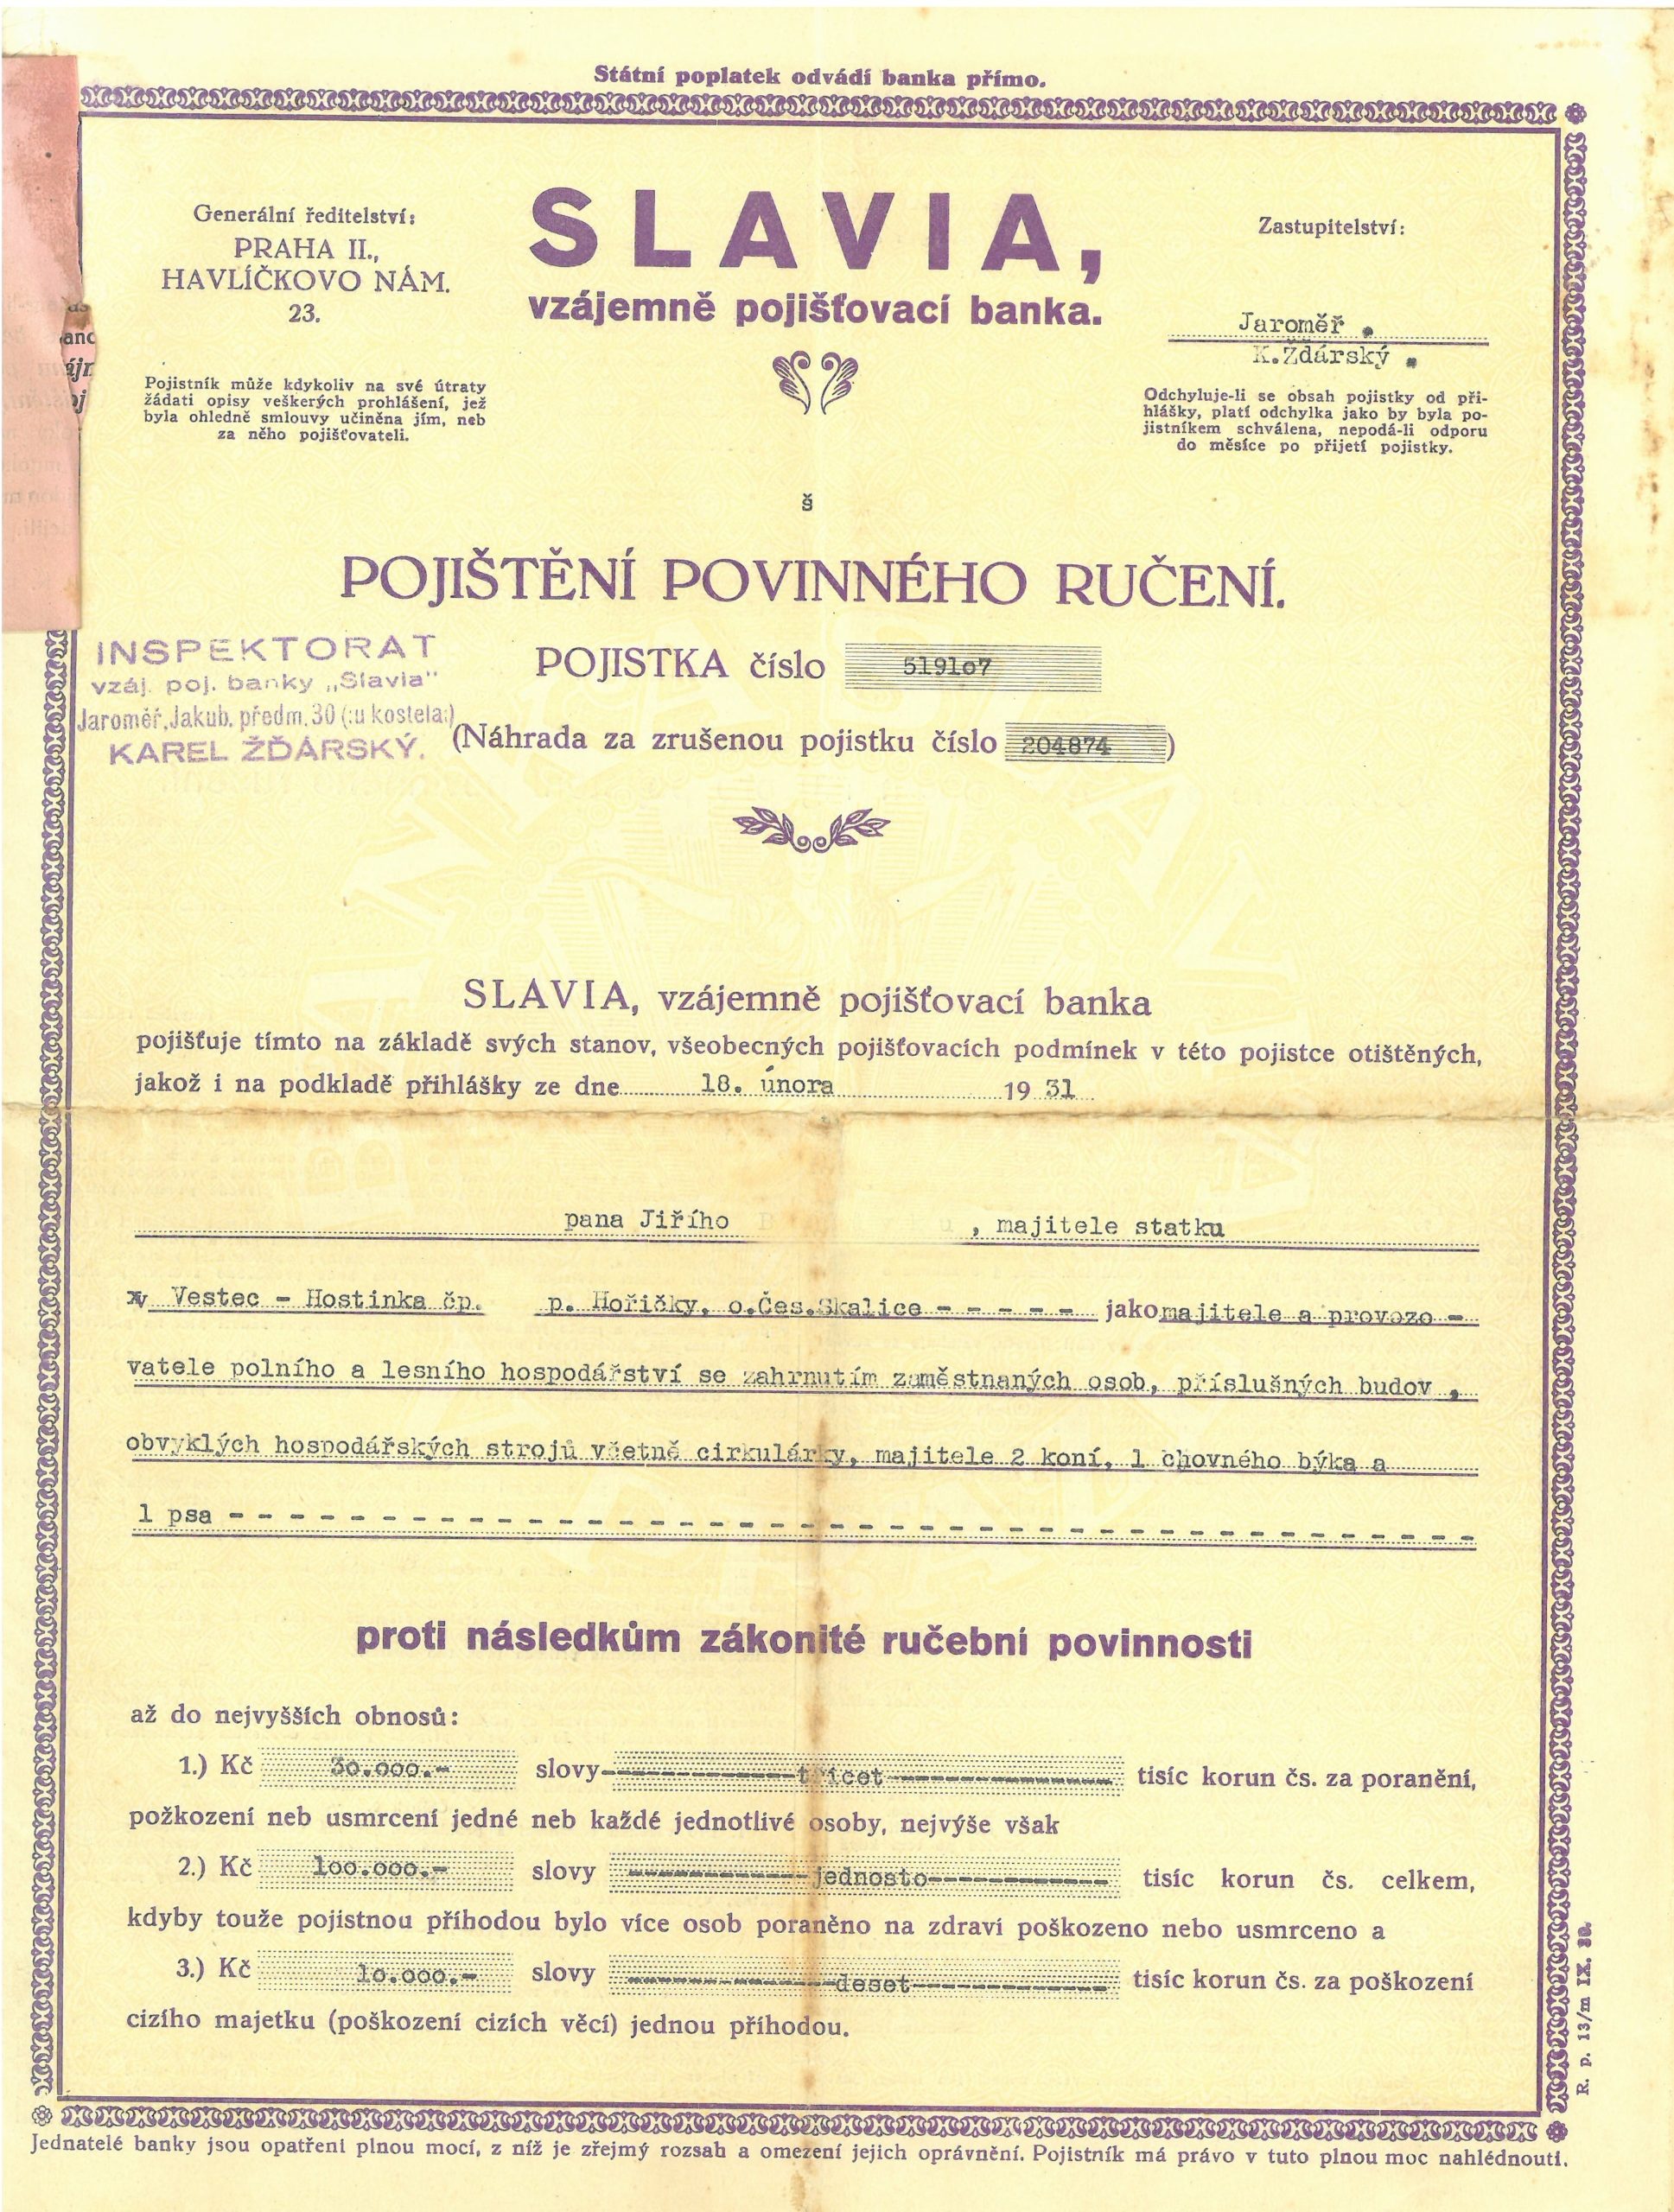 Státní poplatek odvádí banka přímo.
Generální ředitelství:
PRAHA II.,
HAVLÍČKOVO NÁM.
23.
Pojistník může kdykoliv na své útraty
žádati opisy veškerých prohlášení, jež
byla ohledně smlouvy učiněna jím, neb
za něho pojišťovateli.
SLAVIA,
vzájemně pojišťovací banka.
Zastupitelství:
Jaroměř .
K.Ždárský .
Odchyluje-li se obsah pojistky od při-
hlášky, platí odchylka jako by byla po-
jistníkem schválena, nepodá-li odporu
do měsíce po přijetí pojistky.
š
POJIŠTĚNÍ POVINNÉHO RUČENÍ.
INSPEKTORAT
vzáj. poj. banky „Slavia"
Jaroměř, Jakub. předm. 30 (:u kostela:)
KAREL ŽĎÁRSKÝ.
POJISTKA číslo 5191o7
(Náhrada za zrušenou pojistku číslo 204874)
SLAVIA, vzájemně pojišťovací banka
pojišťuje tímto na základě svých stanov, všeobecných pojišťovacích podmínek v této pojistce otištěných,
jakož i na podkladě přihlášky ze dne 18. února 19 31
pana Jiřího , majitele statku
v Vestec - Hostinka čp. p. Hořičky, o.Čes.Skalice - - - - - jako majitele a provozo -
vatele polního a lesního hospodářství se zahrnutím zaměstnaných osob, příslušných budov ,
obvyklých hospodářských strojů všetně cirkulárky, majitele 2 koní, 1 chovného býka a
1 psa - - - - - - - - - - - - - - - - - - - - - - - - - - - - - - - - - - - - - - - - -
proti následkům zákonité ručební povinnosti
až do nejvyšších obnosů:
1.) Kč 30.000.- slovy ---------- třicet ---------- tisíc korun čs. za poranění,
požkození neb usmrcení jedné neb každé jednotlivé osoby, nejvýše však
2.) Kč 1oo.ooo.- slovy ---------- jednosto ---------- tisíc korun čs. celkem,
kdyby touže pojistnou příhodou bylo více osob poraněno na zdraví poškozeno nebo usmrceno a
3.) Kč 1o.ooo.- slovy ---------- deset ---------- tisíc korun čs. za poškození
cizího majetku (poškození cizích věcí) jednou příhodou.
R. p. 13/m IX. 30.
Jednatelé banky jsou opatřeni plnou mocí, z níž je zřejmý rozsah a omezení jejich oprávnění. Pojistník má právo v tuto plnou moc nahlédnouti.